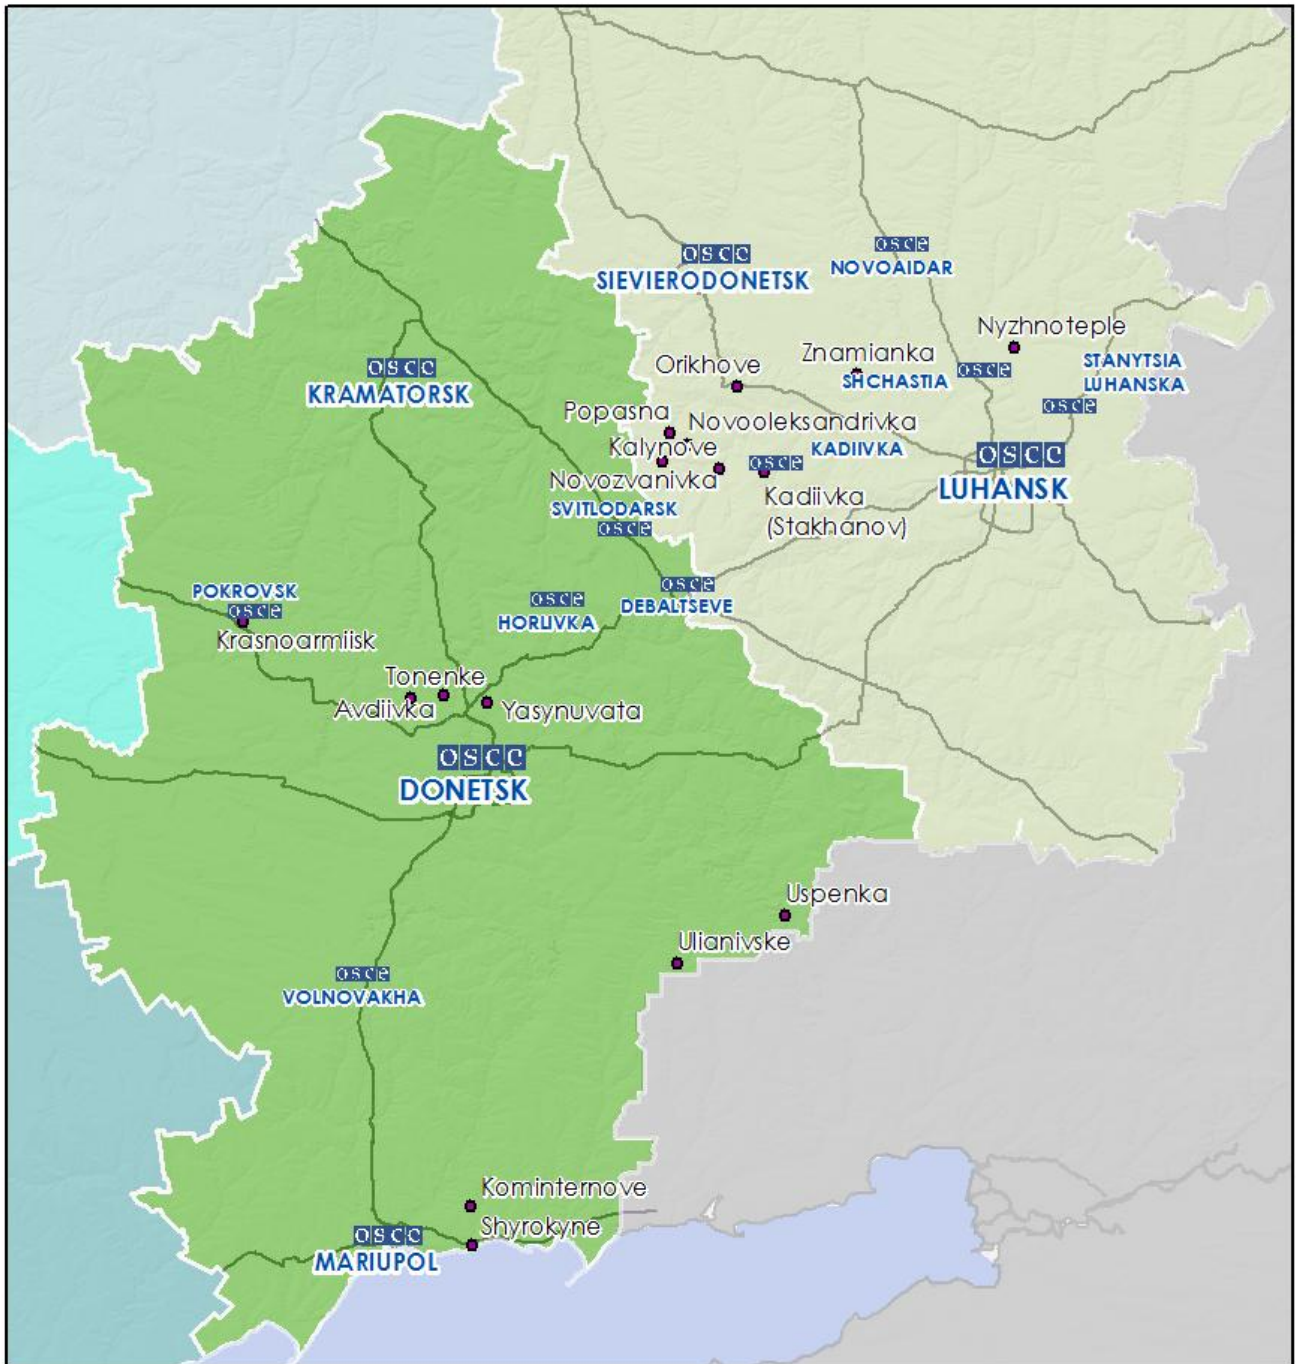 osce
SIEVIERODONETSK
osce
NOVOAIDAR
Nyzhnoteple
Znamianka
SHCHASTIA
osce
STANYTSIA
LUHANSKA
osce
Orikhove
osce
KRAMATORSK
Popasna
Novooleksandrivka
Kalynove
KADIIVKA
osce
osce
LUHANSK
Novozvanivka
Kadiivka
(Stakhanov)
SVITLODARSK
osce
osce
DEBALTSEVE
POKROVSK
osce
Krasnoarmiisk
osce
HORLIVKA
Tonenke
Avdiivka
Yasynuvata
osce
DONETSK
Uspenka
Ulianivske
osce
VOLNOVAKHA
Kominternove
Shyrokyne
osce
MARIUPOL